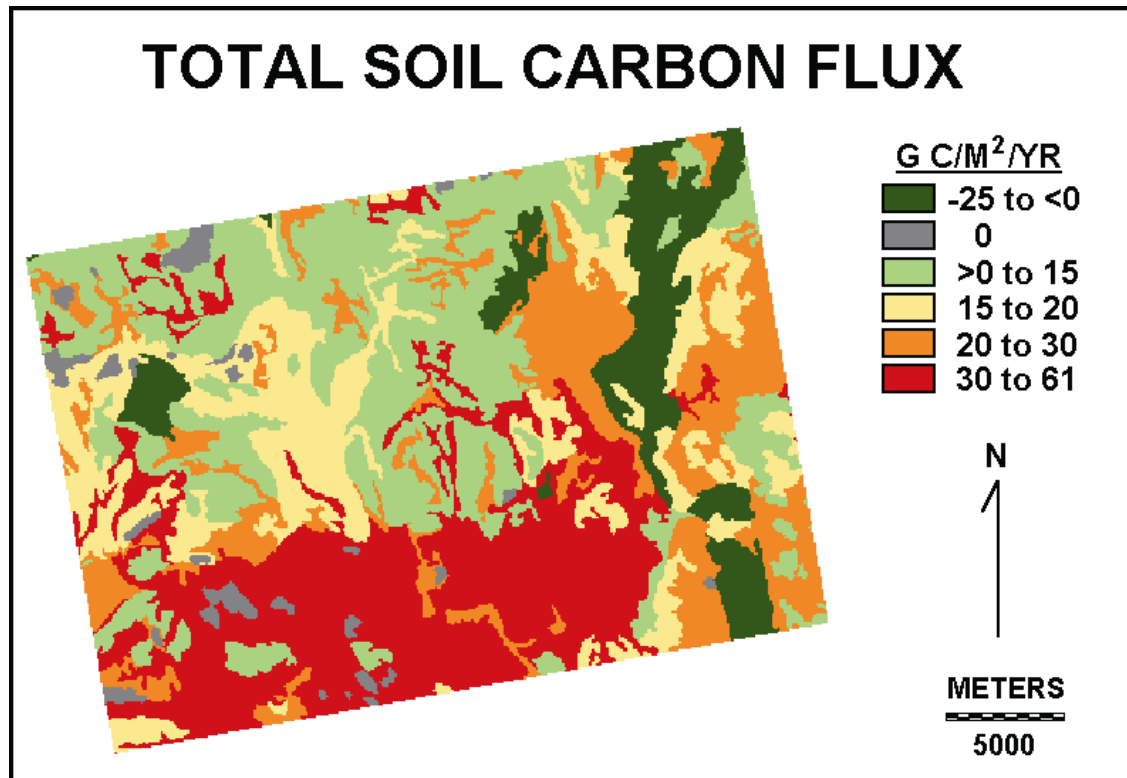 TOTAL SOIL CARBON FLUX
G C/M²/YR
-25 to <0
0
>0 to 15
15 to 20
20 to 30
30 to 61
N
METERS
5000